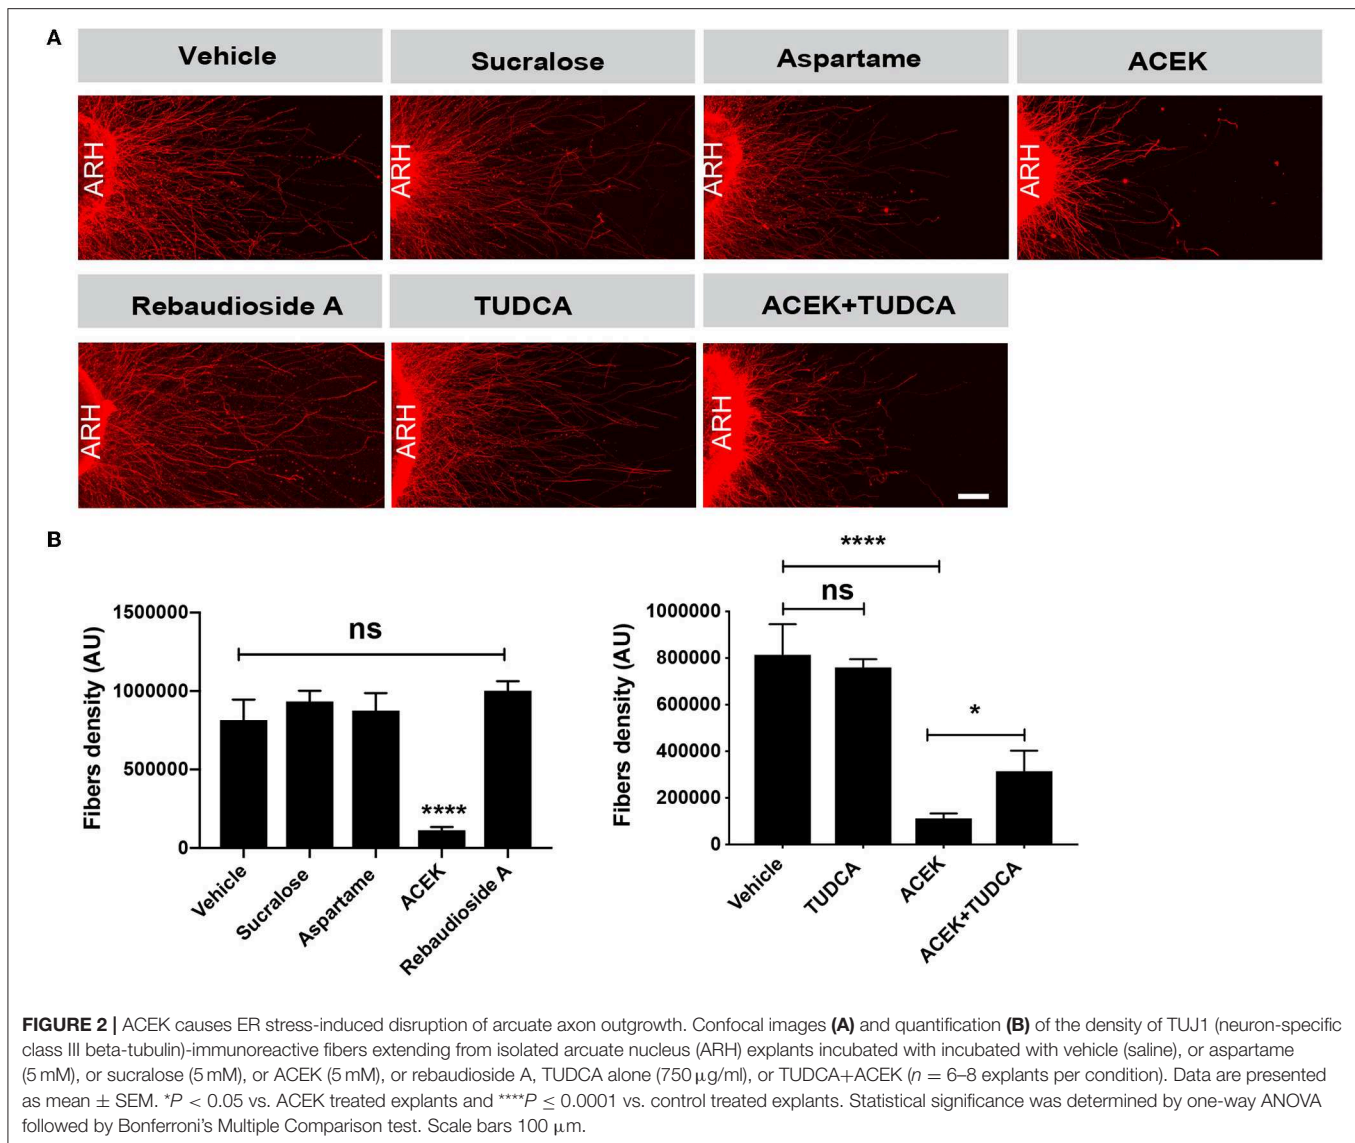 A
Vehicle
Sucralose
Aspartame
ACEK
ARH
ARH
ARH
ARH
Rebaudioside A
TUDCA
ACEK+TUDCA
ARH
ARH
ARH
B
Fibers density (AU)
1500000
1000000
500000
0
ns
****
Vehicle
Sucralose
Aspartame
ACEK
Rebaudioside A
Fibers density (AU)
1000000
800000
600000
400000
200000
0
****
ns
*
Vehicle
TUDCA
ACEK
ACEK+TUDCA
FIGURE 2 | ACEK causes ER stress-induced disruption of arcuate axon outgrowth. Confocal images (A) and quantification (B) of the density of TUJ1 (neuron-specific
class III beta-tubulin)-immunoreactive fibers extending from isolated arcuate nucleus (ARH) explants incubated with incubated with vehicle (saline), or aspartame
(5 mM), or sucralose (5 mM), or ACEK (5 mM), or rebaudioside A, TUDCA alone (750 μg/ml), or TUDCA+ACEK (n = 6–8 explants per condition). Data are presented
as mean ± SEM. *P < 0.05 vs. ACEK treated explants and ****P ≤ 0.0001 vs. control treated explants. Statistical significance was determined by one-way ANOVA
followed by Bonferroni's Multiple Comparison test. Scale bars 100 μm.